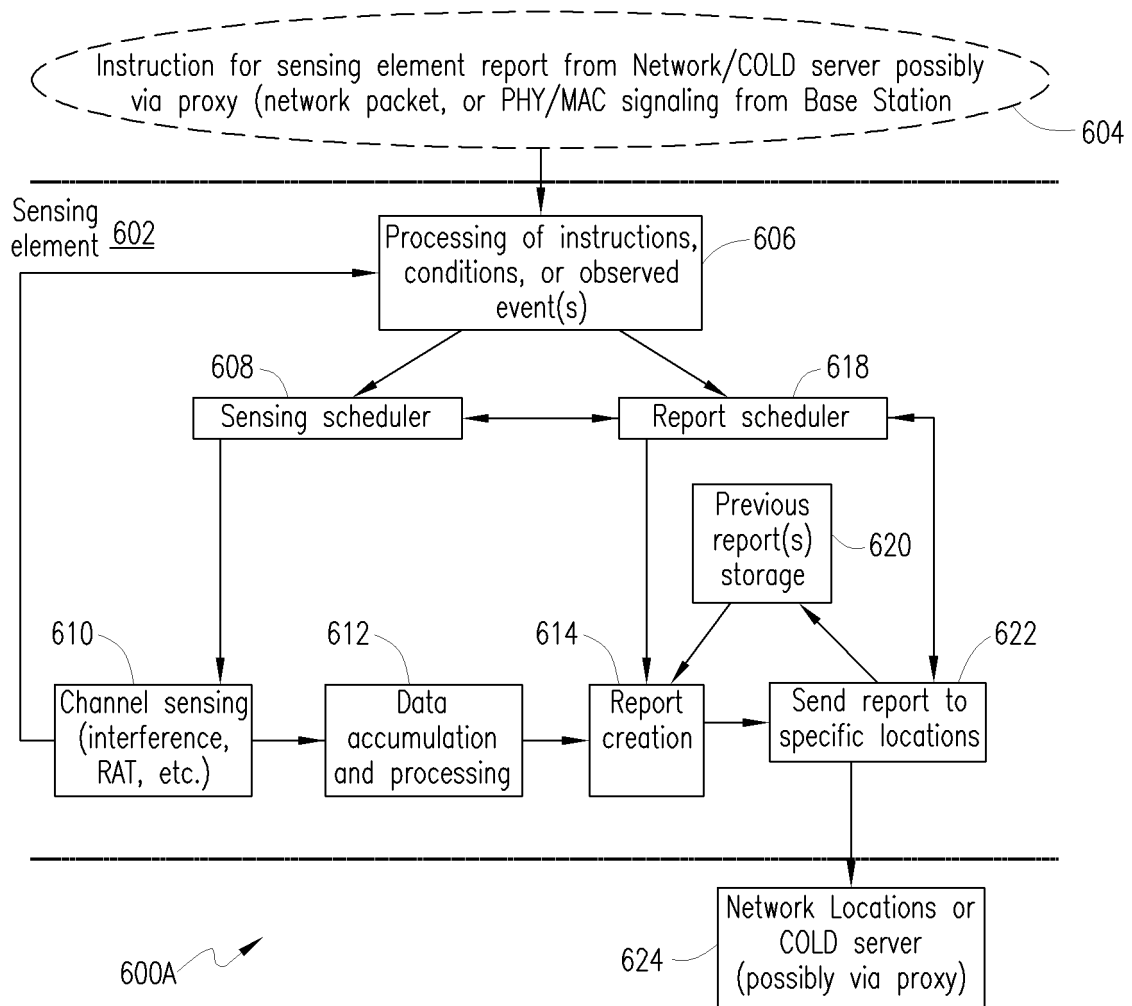 Instruction for sensing element report from Network/COLD server possibly
via proxy (network packet, or PHY/MAC signaling from Base Station
604
Sensing
element 602
Processing of instructions,
conditions, or observed
event(s)
606
608
Sensing scheduler
618
Report scheduler
Previous
report(s)
storage
620
610
Channel sensing
(interference,
RAT, etc.)
612
Data
accumulation
and processing
614
Report
creation
622
Send report to
specific locations
Network Locations or
COLD server
(possibly via proxy)
624
600A